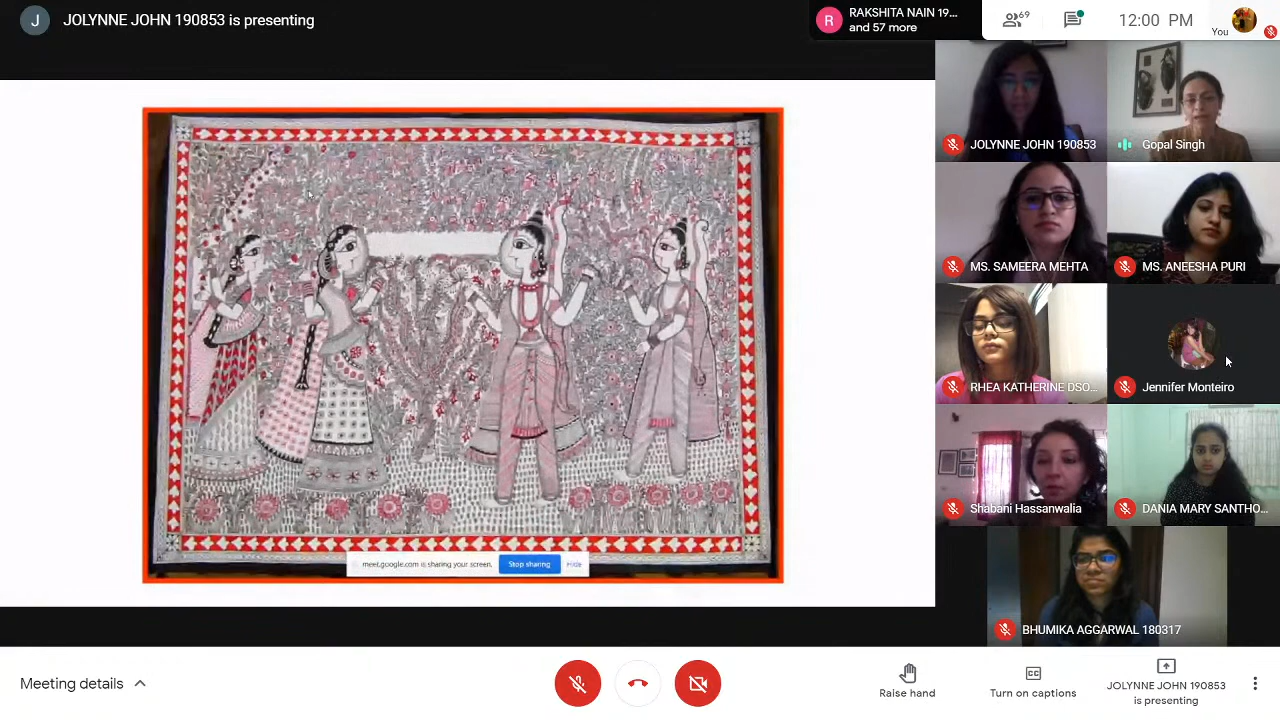 J
JOLYNNE JOHN 190853 is presenting
R
RAKSHITA NAIN 19...
and 57 more
69
12:00 PM
You
JOLYNNE JOHN 190853
Gopal Singh
MS. SAMEERA MEHTA
MS. ANEESHA PURI
RHEA KATHERINE DSO...
Jennifer Monteiro
Shabani Hassanwalia
DANIA MARY SANTHO...
BHUMIKA AGGARWAL 180317
meet.google.com is sharing your screen.
Stop sharing
Hide
Meeting details
Raise hand
CC
Turn on captions
JOLYNNE JOHN 190853
is presenting